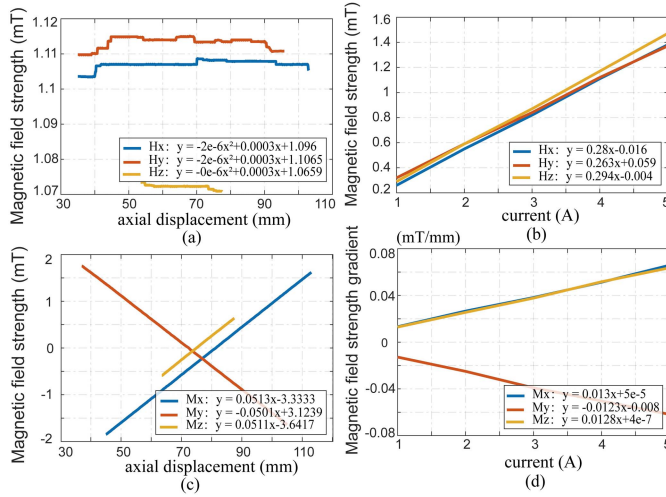 (a)
Magnetic field strength (mT)
1.12
1.11
1.1
1.09
1.08
1.07
Hx: y = -2e-6x²+0.0003x+1.096
Hy: y = -2e-6x²+0.0003x+1.1065
Hz: y = -0e-6x²+0.0003x+1.0659
30 50 70 90 110
axial displacement (mm)
(a)
Magnetic field strength (mT)
1.6
1.4
1.2
1.0
0.8
0.6
0.4
0.2
Hx: y = 0.28x-0.016
Hy: y = 0.263x+0.059
Hz: y = 0.294x-0.004
1 2 3 4 5
current (A)
(b)
Magnetic field strength (mT)
2
1
0
-1
-2
Mx: y = 0.0513x-3.3333
My: y = -0.0501x+3.1239
Mz: y = 0.0511x-3.6417
40 60 80 100 120
axial displacement (mm)
(c)
(mT/mm)
Magnetic field strength gradient
0.08
0.04
0
-0.04
-0.08
Mx: y = 0.013x+5e-5
My: y = -0.0123x-0.008
Mz: y = 0.0128x+4e-7
1 2 3 4 5
current (A)
(d)